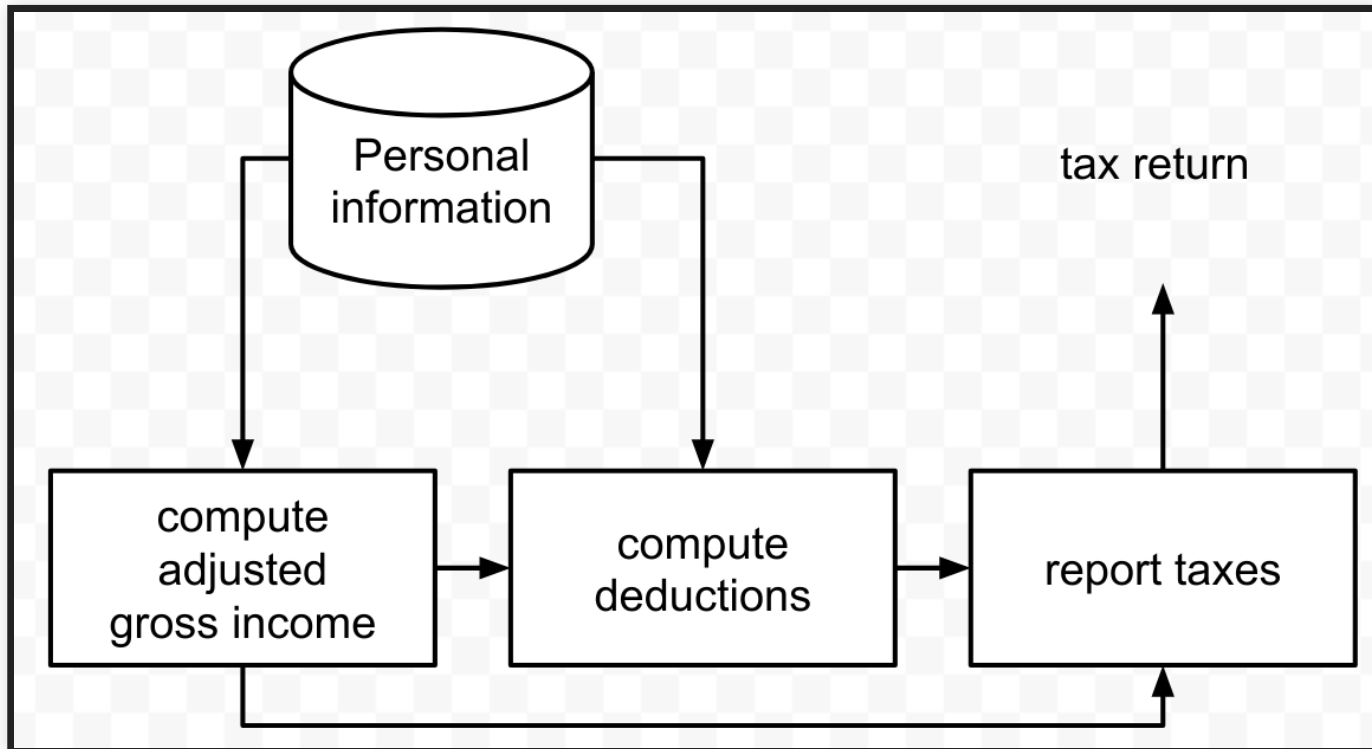 Personal
information
tax return
compute
adjusted
gross income
compute
deductions
report taxes